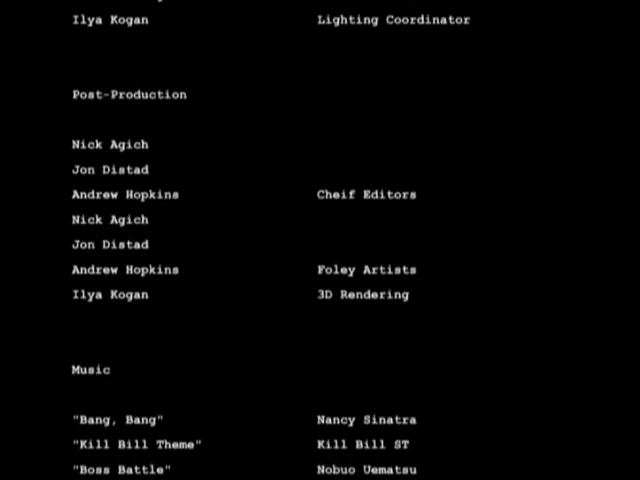 Ilya Kogan Lighting Coordinator
Post-Production
Nick Agich
Jon Distad
Andrew Hopkins Cheif Editors
Nick Agich
Jon Distad
Andrew Hopkins Foley Artists
Ilya Kogan 3D Rendering
Music
"Bang, Bang" Nancy Sinatra
"Kill Bill Theme" Kill Bill ST
"Boss Battle" Nobuo Uematsu